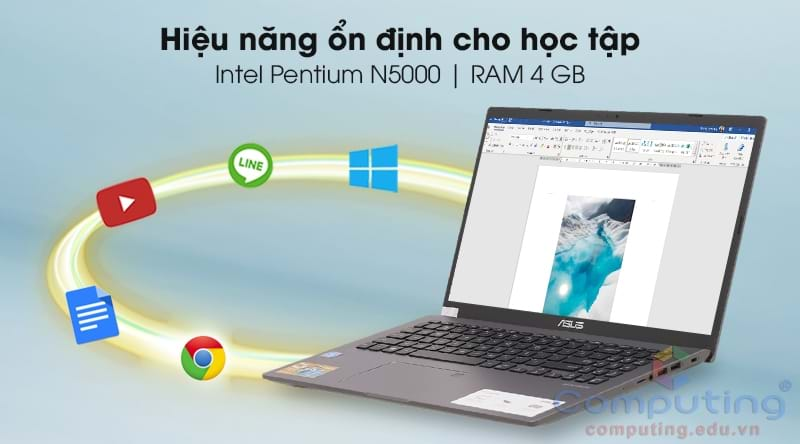 Hiệu năng ổn định cho học tập
Intel Pentium N5000 | RAM 4 GB
LINE
ASUS
Computing
computing.edu.vn